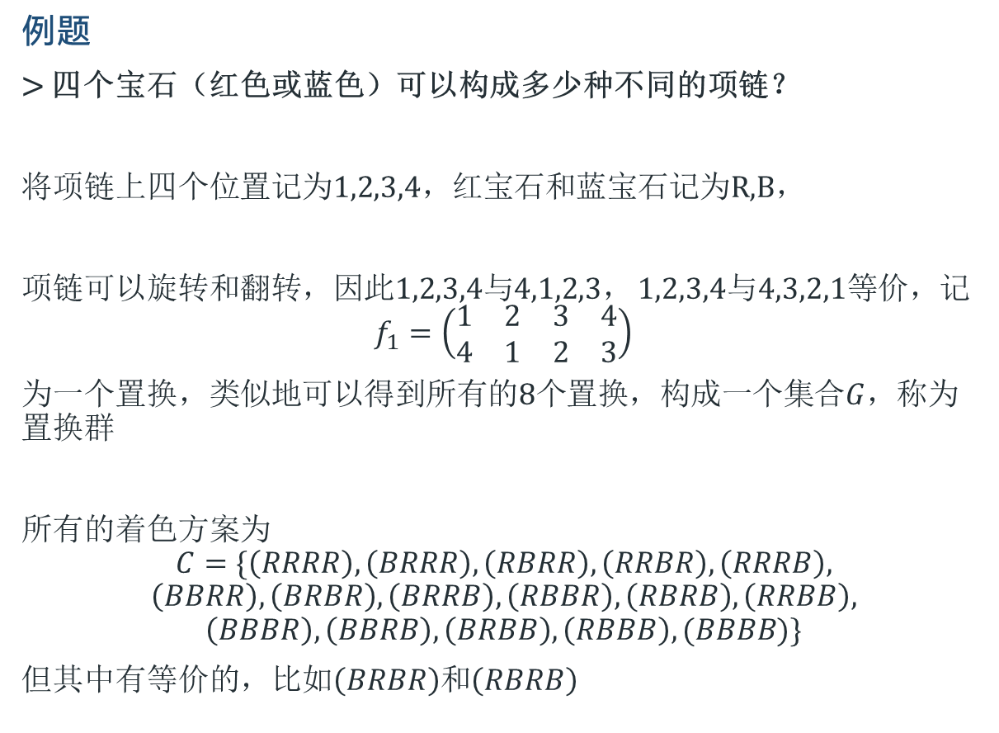 例题
> 四个宝石（红色或蓝色）可以构成多少种不同的项链？
将项链上四个位置记为1,2,3,4，红宝石和蓝宝石记为R,B，
项链可以旋转和翻转，因此1,2,3,4与4,1,2,3， 1,2,3,4与4,3,2,1等价，记
f₁ = (1 2 3 4
4 1 2 3)
为一个置换，类似地可以得到所有的8个置换，构成一个集合G，称为
置换群
所有的着色方案为
C = {(RRRR), (BRRR), (RBRR), (RRBR), (RRRB),
(BBRR), (BRBR), (BRRB), (RBBR), (RBRB), (RRBB),
(BBBR), (BBRB), (BRBB), (RBBB), (BBBB)}
但其中有等价的，比如(BRBR)和(RBRB)